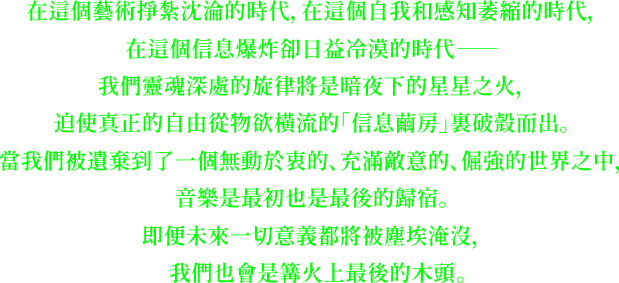 在這個藝術掙紮沈淪的時代，在這個自我和感知萎縮的時代，
在這個信息爆炸卻日益冷漠的時代——
我們靈魂深處的旋律將是暗夜下的星星之火，
迫使真正的自由從物欲橫流的「信息繭房」裏破殼而出。
當我們被遺棄到了一個無動於衷的、充滿敵意的、倔強的世界之中，
音樂是最初也是最後的歸宿。
即便未來一切意義都將被塵埃淹沒，
我們也會是篝火上最後的木頭。